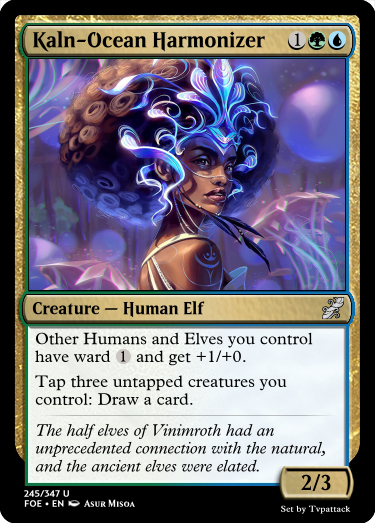 Kaln-Ocean Harmonizer 1
Creature — Human Elf
Other Humans and Elves you control
have ward 1 and get +1/+0.
Tap three untapped creatures you
control: Draw a card.
The half elves of Vinimroth had an
unprecedented connection with the natural,
and the ancient elves were elated.
2/3
245/347 U
FOE • EN Asur Misoa
Set by Tvpattack